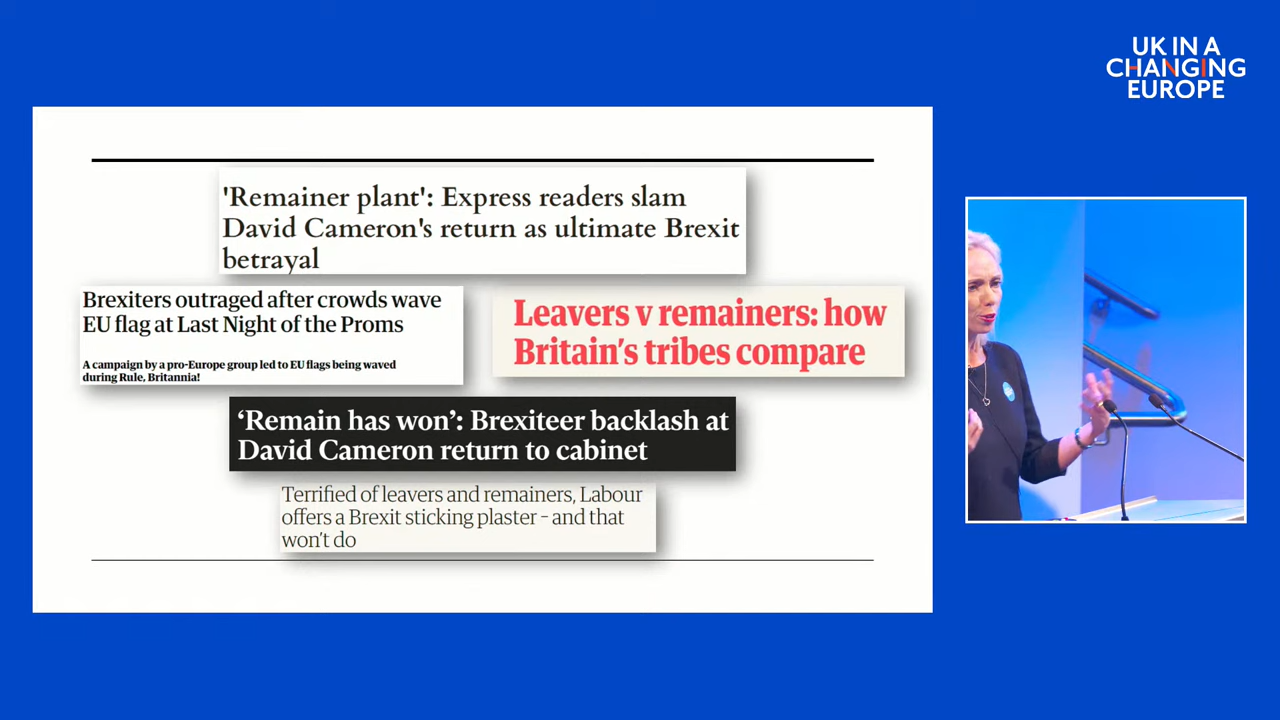 UK IN A
CHANGING
EUROPE
'Remainer plant': Express readers slam
David Cameron's return as ultimate Brexit
betrayal
Brexiters outraged after crowds wave
EU flag at Last Night of the Proms
A campaign by a pro-Europe group led to EU flags being waved
during Rule, Britannia!
Leavers v remainers: how
Britain's tribes compare
‘Remain has won’: Brexiteer backlash at
David Cameron return to cabinet
Terrified of leavers and remainers, Labour
offers a Brexit sticking plaster – and that
won't do